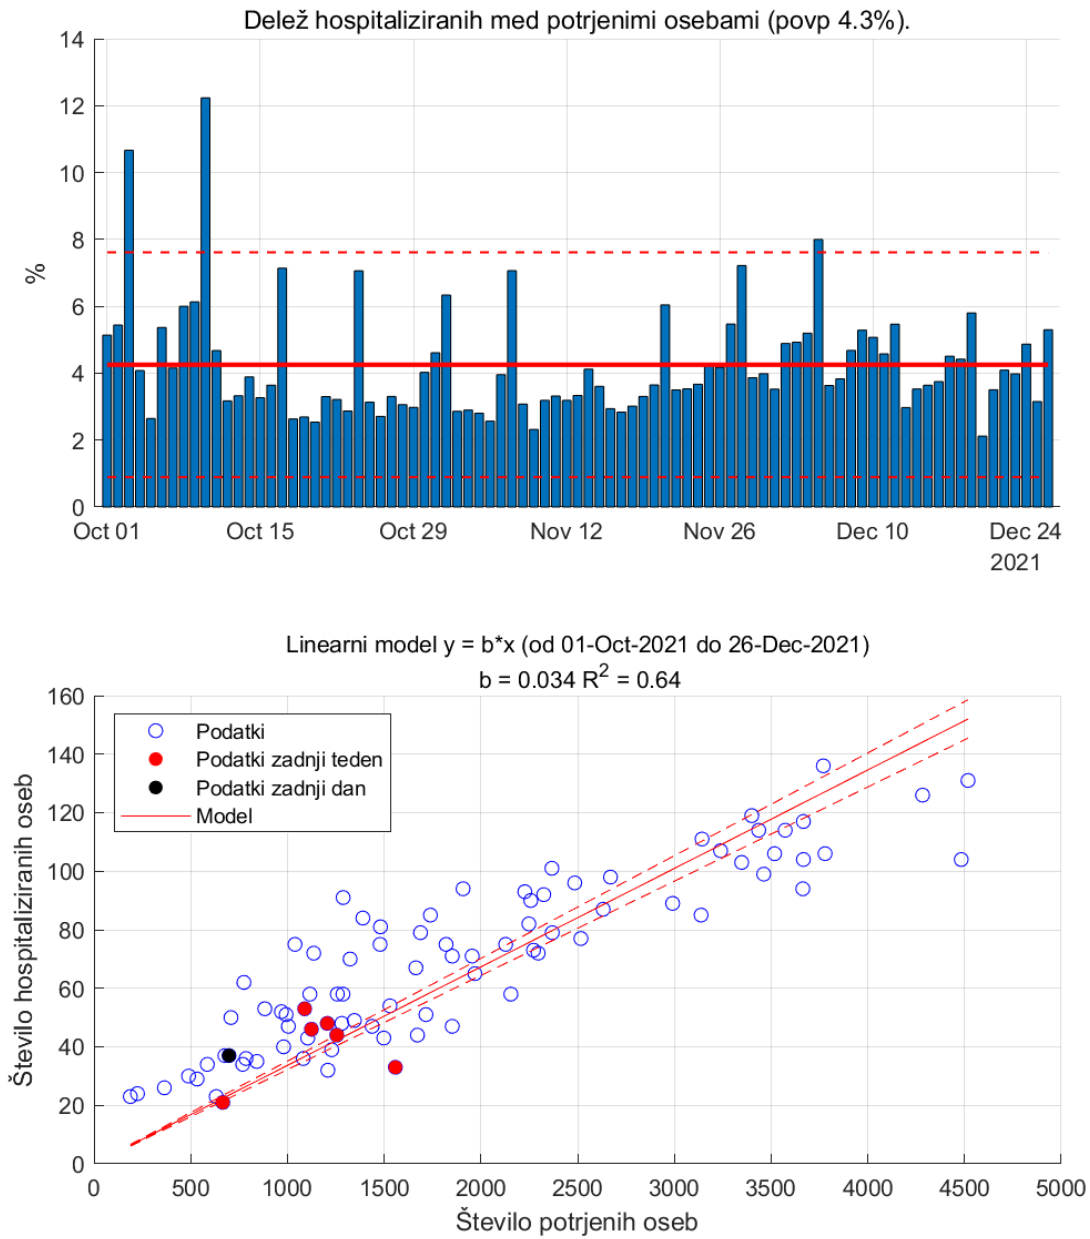 Delež hospitaliziranih med potrjenimi osebami (povp 4.3%).
14
12
10
8
6
4
2
0
%
Oct 01 Oct 15 Oct 29 Nov 12 Nov 26 Dec 10 Dec 24
2021
Linearni model y = b*x (od 01-Oct-2021 do 26-Dec-2021)
b = 0.034 R² = 0.64
160
140
120
100
80
60
40
20
0
Število hospitaliziranih oseb
Podatki
Podatki zadnji teden
Podatki zadnji dan
Model
0 500 1000 1500 2000 2500 3000 3500 4000 4500 5000
Število potrjenih oseb